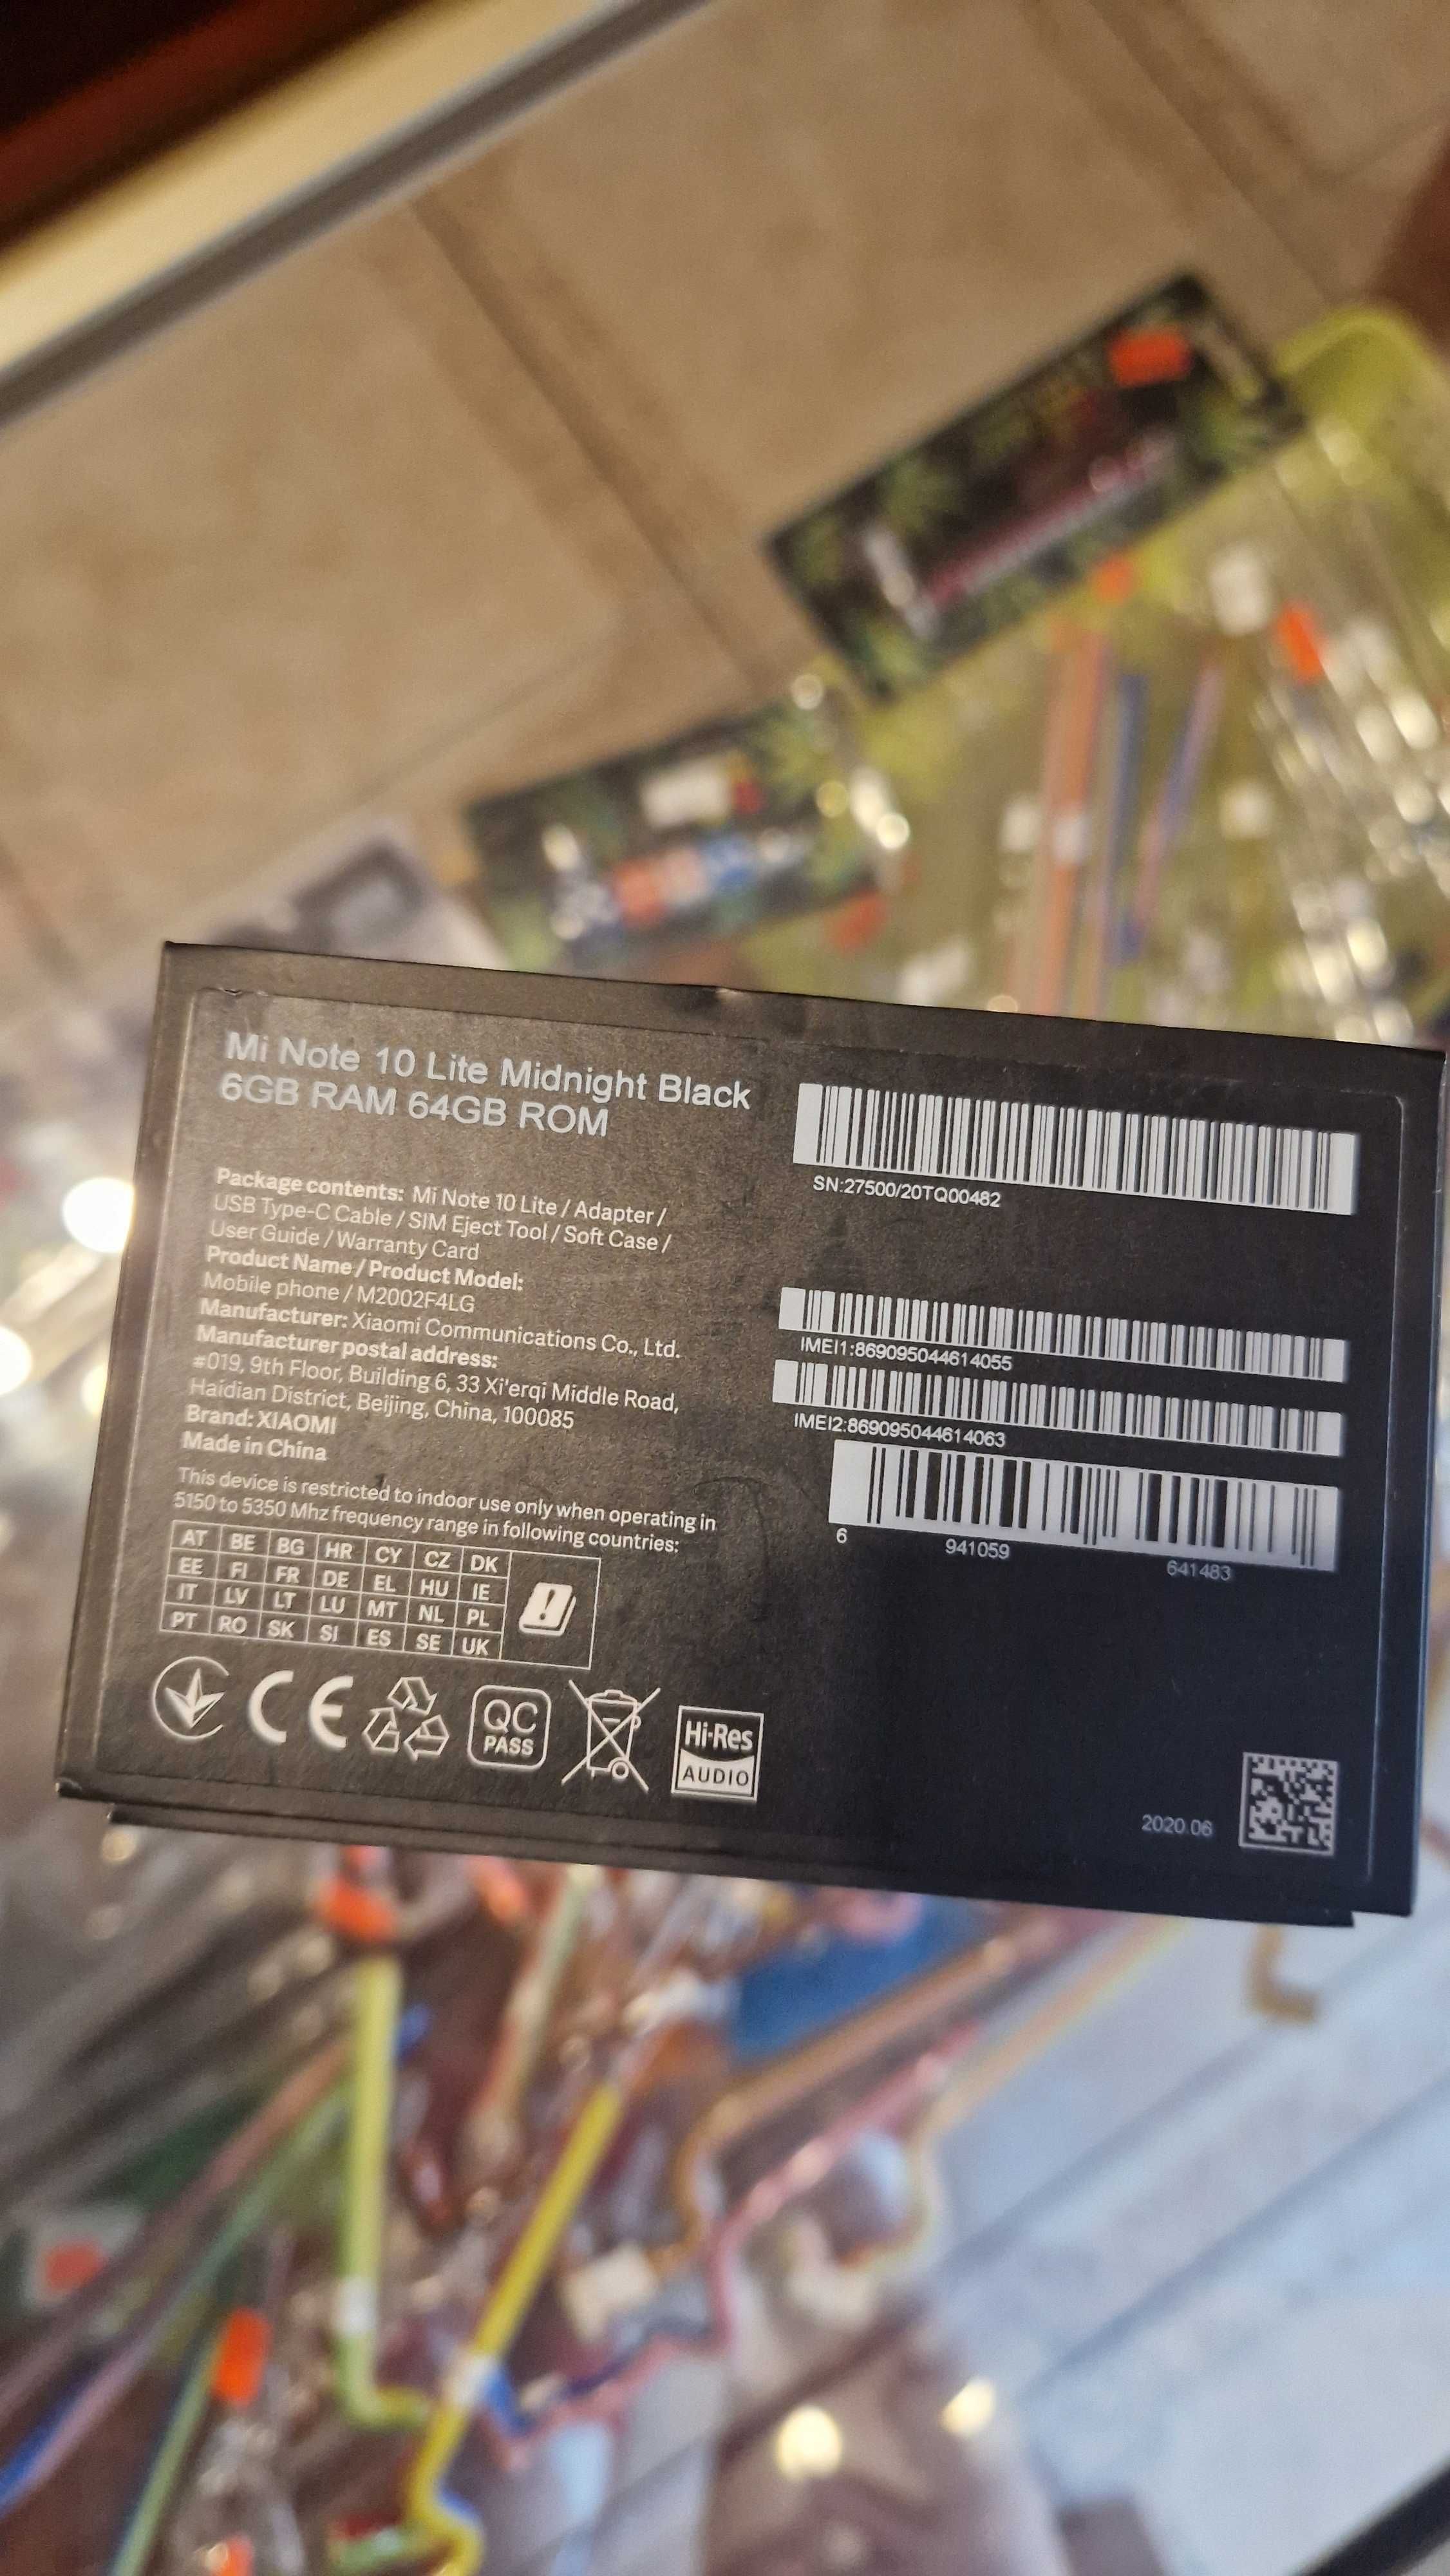 Mi Note 10 Lite Midnight Black
6GB RAM 64GB ROM
Package contents: Mi Note 10 Lite / Adapter /
USB Type-C Cable / SIM Eject Tool / Soft Case /
User Guide / Warranty Card
Product Name / Product Model:
Mobile phone / M2002F4LG
Manufacturer: Xiaomi Communications Co., Ltd.
Manufacturer postal address:
#019, 9th Floor, Building 6, 33 Xi'erqi Middle Road,
Haidian District, Beijing, China, 100085
Brand: XIAOMI
Made in China
This device is restricted to indoor use only when operating in
5150 to 5350 Mhz frequency range in following countries:
AT BE BG HR CY CZ DK
EE FI FR DE EL HU IE
IT LV LT LU MT NL PL
PT RO SK SI ES SE UK
CE
QC
PASS
Hi-Res
AUDIO
SN:27500/20TQ00482
IMEI1:869095044614055
IMEI2:869095044614063
6 941059 641483
2020.06